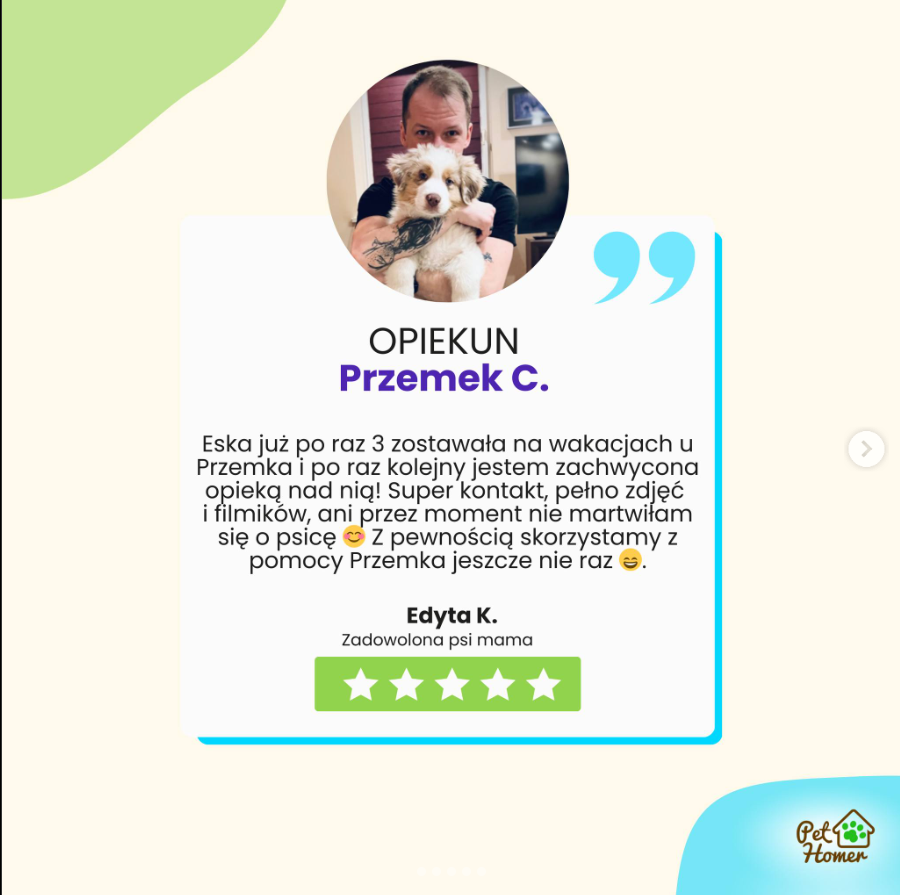 OPIEKUN
Przemek C.
Eska już po raz 3 zostawała na wakacjach u
Przemka i po raz kolejny jestem zachwycona
opieką nad nią! Super kontakt, pełno zdjęć
i filmików, ani przez moment nie martwiłam
się o psicę 😊 Z pewnością skorzystamy z
pomocy Przemka jeszcze nie raz 😄.
Edyta K.
Zadowolona psi mama
Pet
Homer